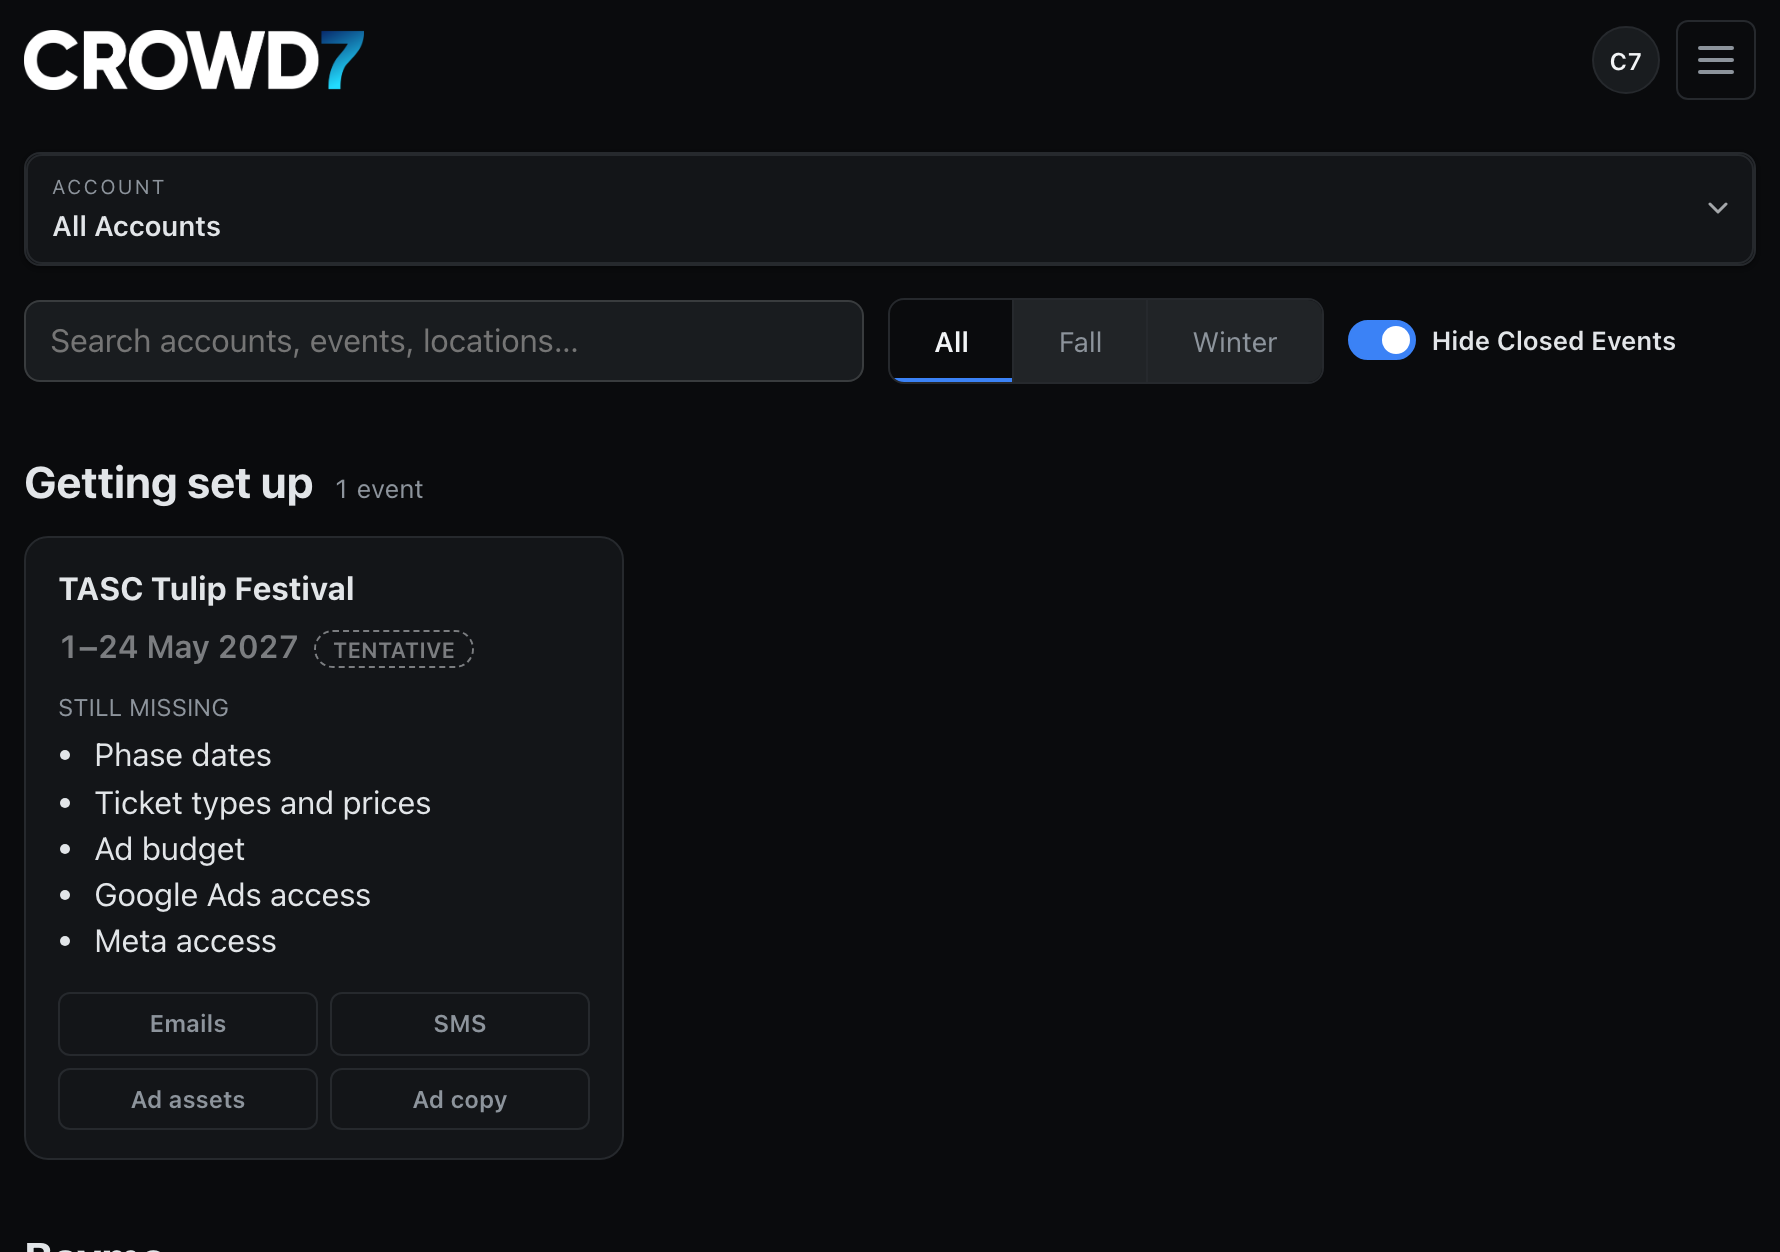 CROWD7
C7
ACCOUNT
All Accounts
Search accounts, events, locations...
All
Fall
Winter
Hide Closed Events
Getting set up
1 event
TASC Tulip Festival
1–24 May 2027
TENTATIVE
STILL MISSING
• Phase dates
• Ticket types and prices
• Ad budget
• Google Ads access
• Meta access
Emails
SMS
Ad assets
Ad copy